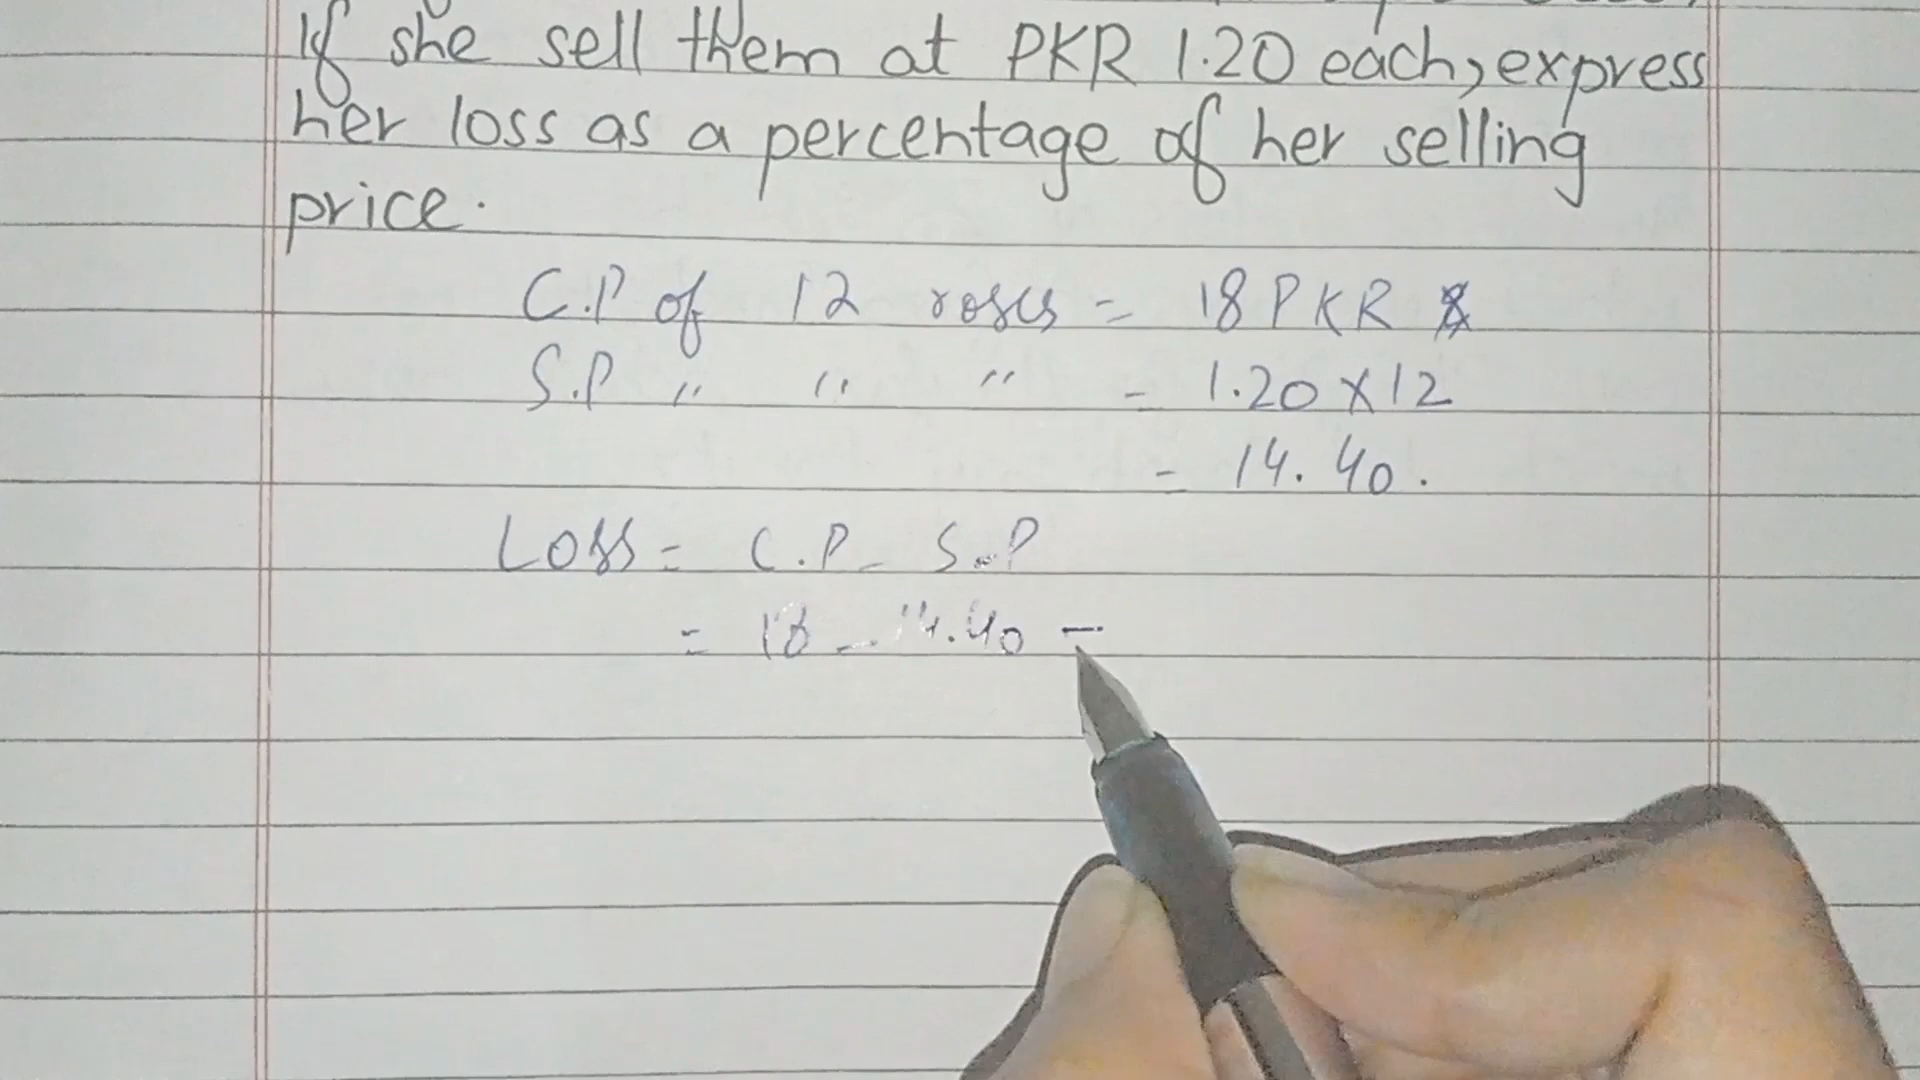 If she sell them at PKR 1.20 each, express
her loss as a percentage of her selling
price.
C.P of 12 roses = 18 PKR
S.P " " " = 1.20 x 12
= 14.40.
Loss = C.P - S.P
= 18 - 14.40 =